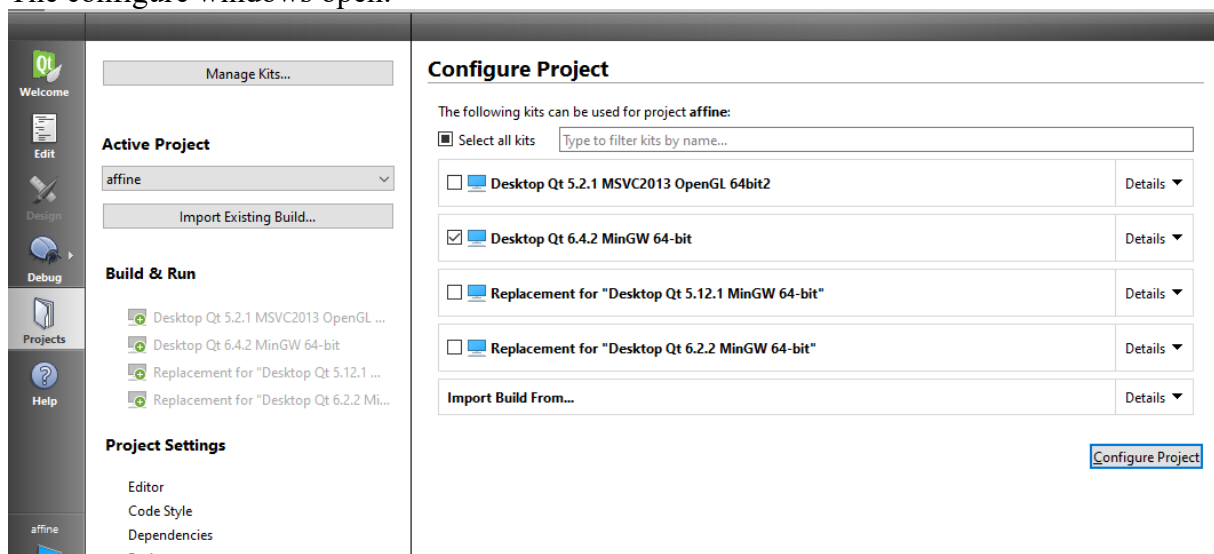 The configure windows open.
Welcome
Edit
Design
Debug
Projects
Help
affine
Manage Kits...
Active Project
affine
Import Existing Build...
Build & Run
Desktop Qt 5.2.1 MSVC2013 OpenGL ...
Desktop Qt 6.4.2 MinGW 64-bit
Replacement for "Desktop Qt 5.12.1 ...
Replacement for "Desktop Qt 6.2.2 Mi...
Project Settings
Editor
Code Style
Dependencies
Configure Project
The following kits can be used for project affine:
Select all kits Type to filter kits by name...
Desktop Qt 5.2.1 MSVC2013 OpenGL 64bit2 Details
Desktop Qt 6.4.2 MinGW 64-bit Details
Replacement for "Desktop Qt 5.12.1 MinGW 64-bit" Details
Replacement for "Desktop Qt 6.2.2 MinGW 64-bit" Details
Import Build From... Details
Configure Project